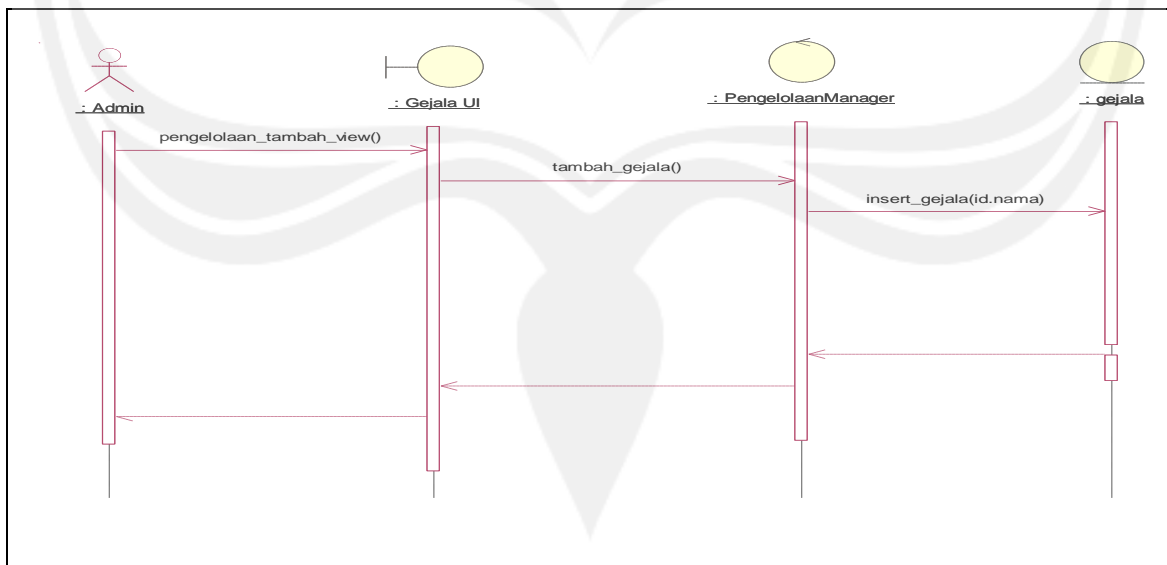 : Admin
: Gejala UI
: PengelolaanManager
: gejala
pengelolaan_tambah_view()
tambah_gejala()
insert_gejala(id.nama)